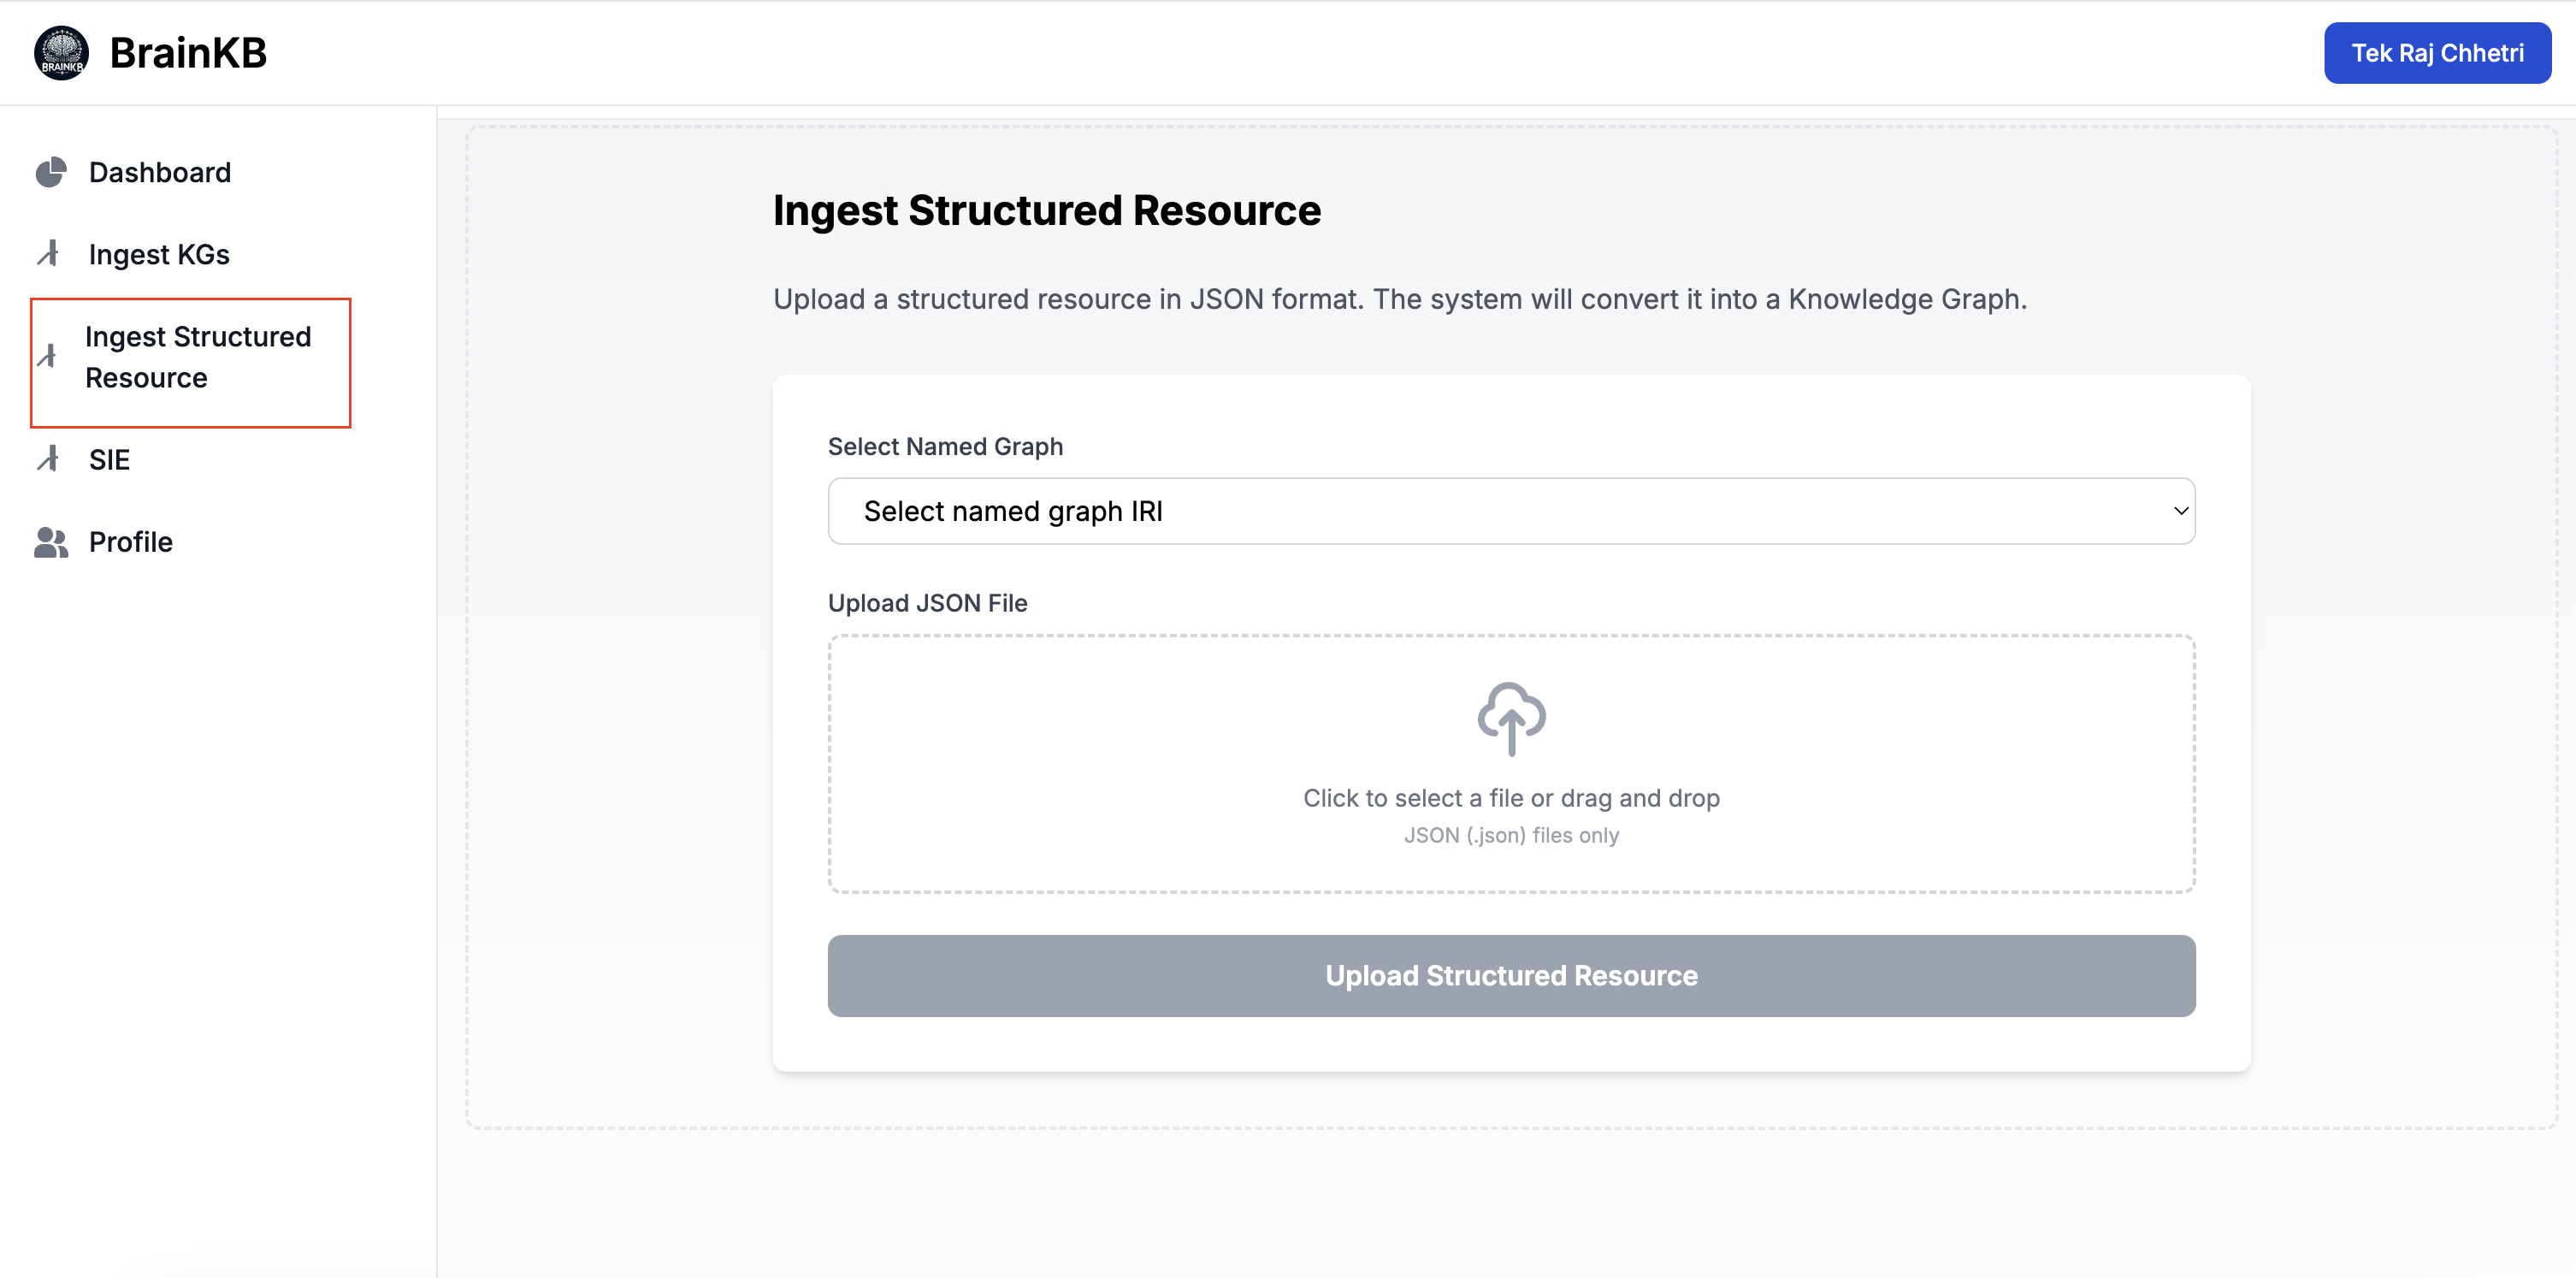 BRAINKB
BrainKB
Tek Raj Chhetri
Dashboard
Ingest KGs
Ingest Structured
Resource
SIE
Profile
Ingest Structured Resource
Upload a structured resource in JSON format. The system will convert it into a Knowledge Graph.
Select Named Graph
Select named graph IRI
Upload JSON File
Click to select a file or drag and drop
JSON (.json) files only
Upload Structured Resource